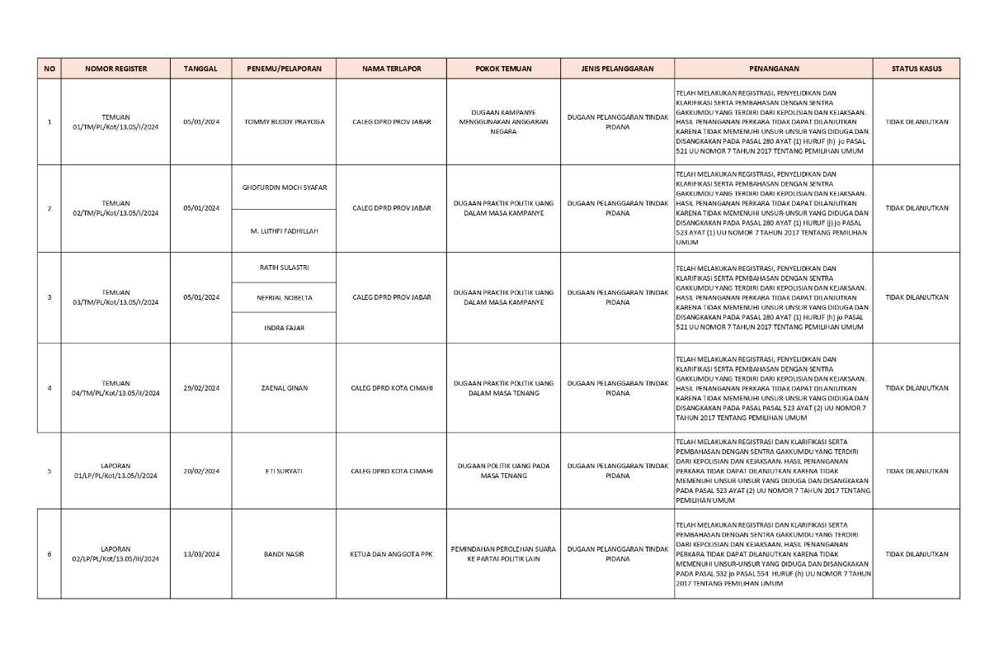 NO NOMOR REGISTER TANGGAL PENEMU/PELAPORAN NAMA TERLAPOR POKOK TEMUAN JENIS PELANGGARAN PENANGANAN STATUS KASUS
1
TEMUAN
01/TM/PL/Kot/13.05/I/2024
05/01/2024
TOMMY BUDDY PRAYOGA
CALEG DPRD PROV JABAR
DUGAAN KAMPANYE
MENGGUNAKAN ANGGARAN
NEGARA
DUGAAN PELANGGARAN TINDAK
PIDANA
TELAH MELAKUKAN REGISTRASI, PENYELIDIKAN DAN
KLARIFIKASI SERTA PEMBAHASAN DENGAN SENTRA
GAKKUMDU YANG TERDIRI DARI KEPOLISIAN DAN KEJAKSAAN.
HASIL PENANGANAN PERKARA TIDAK DAPAT DILANJUTKAN
KARENA TIDAK MEMENUHI UNSUR-UNSUR YANG DIDUGA DAN
DISANGKAKAN PADA PASAL 280 AYAT (1) HURUF (h) jo PASAL
521 UU NOMOR 7 TAHUN 2017 TENTANG PEMILIHAN UMUM
TIDAK DILANJUTKAN
2
TEMUAN
02/TM/PL/Kot/13.05/I/2024
05/01/2024
GHOFURDIN MOCH SYAFAR
M. LUTHFI FADHILLAH
CALEG DPRD PROV JABAR
DUGAAN PRAKTIK POLITIK UANG
DALAM MASA KAMPANYE
DUGAAN PELANGGARAN TINDAK
PIDANA
TELAH MELAKUKAN REGISTRASI, PENYELIDIKAN DAN
KLARIFIKASI SERTA PEMBAHASAN DENGAN SENTRA
GAKKUMDU YANG TERDIRI DARI KEPOLISIAN DAN KEJAKSAAN.
HASIL PENANGANAN PERKARA TIDAK DAPAT DILANJUTKAN
KARENA TIDAK MEMENUHI UNSUR-UNSUR YANG DIDUGA DAN
DISANGKAKAN PADA PASAL 280 AYAT (1) HURUF (j) jo PASAL
523 AYAT (1) UU NOMOR 7 TAHUN 2017 TENTANG PEMILIHAN
UMUM
TIDAK DILANJUTKAN
3
TEMUAN
03/TM/PL/Kot/13.05/I/2024
05/01/2024
RATIH SULASTRI
NEFRIAL NOBELTA
INDRA FAJAR
CALEG DPRD PROV JABAR
DUGAAN PRAKTIK POLITIK UANG
DALAM MASA KAMPANYE
DUGAAN PELANGGARAN TINDAK
PIDANA
TELAH MELAKUKAN REGISTRASI, PENYELIDIKAN DAN
KLARIFIKASI SERTA PEMBAHASAN DENGAN SENTRA
GAKKUMDU YANG TERDIRI DARI KEPOLISIAN DAN KEJAKSAAN.
HASIL PENANGANAN PERKARA TIDAK DAPAT DILANJUTKAN
KARENA TIDAK MEMENUHI UNSUR-UNSUR YANG DIDUGA DAN
DISANGKAKAN PADA PASAL 280 AYAT (1) HURUF (h) jo PASAL
521 UU NOMOR 7 TAHUN 2017 TENTANG PEMILIHAN UMUM
TIDAK DILANJUTKAN
4
TEMUAN
04/TM/PL/Kot/13.05/II/2024
29/02/2024
ZAENAL GINAN
CALEG DPRD KOTA CIMAHI
DUGAAN PRAKTIK POLITIK UANG
DALAM MASA TENANG
DUGAAN PELANGGARAN TINDAK
PIDANA
TELAH MELAKUKAN REGISTRASI, PENYELIDIKAN DAN
KLARIFIKASI SERTA PEMBAHASAN DENGAN SENTRA
GAKKUMDU YANG TERDIRI DARI KEPOLISIAN DAN KEJAKSAAN.
HASIL PENANGANAN PERKARA TIDAK DAPAT DILANJUTKAN
KARENA TIDAK MEMENUHI UNSUR-UNSUR YANG DIDUGA DAN
DISANGKAKAN PADA PASAL PASAL 523 AYAT (2) UU NOMOR 7
TAHUN 2017 TENTANG PEMILIHAN UMUM
TIDAK DILANJUTKAN
5
LAPORAN
01/LP/PL/Kot/13.05/I/2024
20/02/2024
ETI SURYATI
CALEG DPRD KOTA CIMAHI
DUGAAN POLITIK UANG PADA
MASA TENANG
DUGAAN PELANGGARAN TINDAK
PIDANA
TELAH MELAKUKAN REGISTRASI DAN KLARIFIKASI SERTA
PEMBAHASAN DENGAN SENTRA GAKKUMDU YANG TERDIRI
DARI KEPOLISIAN DAN KEJAKSAAN. HASIL PENANGANAN
PERKARA TIDAK DAPAT DILANJUTKAN KARENA TIDAK
MEMENUHI UNSUR-UNSUR YANG DIDUGA DAN DISANGKAKAN
PADA PASAL 523 AYAT (2) UU NOMOR 7 TAHUN 2017 TENTANG
PEMILIHAN UMUM
TIDAK DILANJUTKAN
6
LAPORAN
02/LP/PL/Kot/13.05/III/2024
13/03/2024
BANDI NASIR
KETUA DAN ANGGOTA PPK
PEMINDAHAN PEROLEHAN SUARA
KE PARTAI POLITIK LAIN
DUGAAN PELANGGARAN TINDAK
PIDANA
TELAH MELAKUKAN REGISTRASI DAN KLARIFIKASI SERTA
PEMBAHASAN DENGAN SENTRA GAKKUMDU YANG TERDIRI
DARI KEPOLISIAN DAN KEJAKSAAN. HASIL PENANGANAN
PERKARA TIDAK DAPAT DILANJUTKAN KARENA TIDAK
MEMENUHI UNSUR-UNSUR YANG DIDUGA DAN DISANGKAKAN
PADA PASAL 532 jo PASAL 554 HURUF (h) UU NOMOR 7 TAHUN
2017 TENTANG PEMILIHAN UMUM
TIDAK DILANJUTKAN